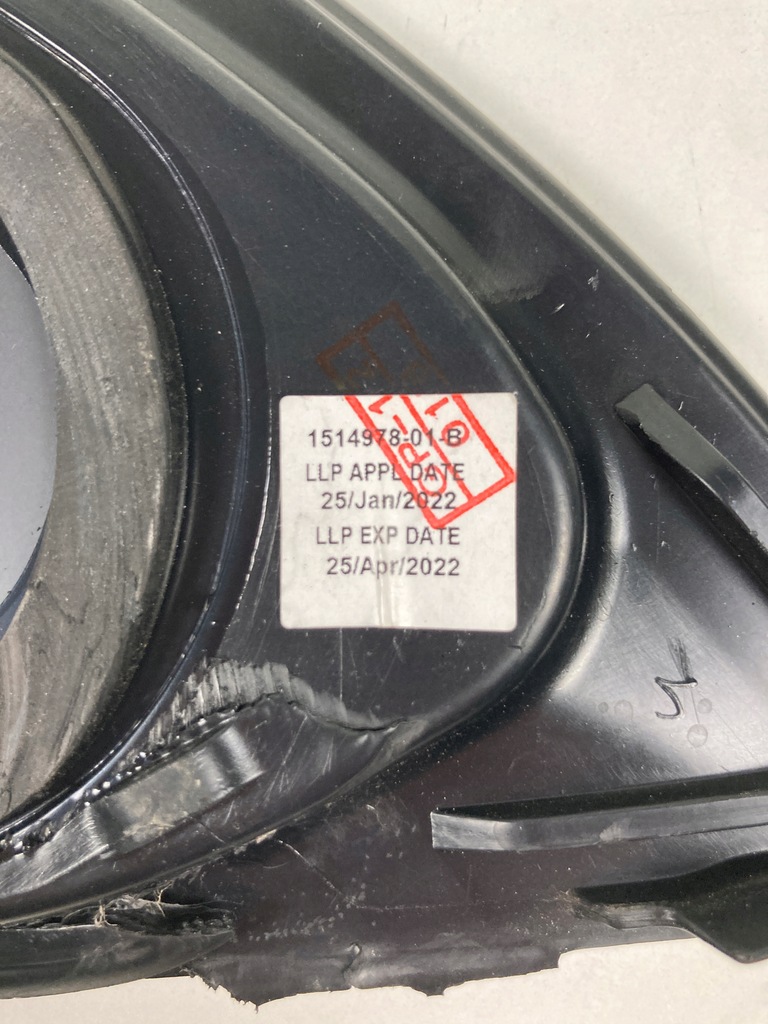 1514978-01-B
LLP APPL DATE
25/Jan/2022
LLP EXP DATE
25/Apr/2022